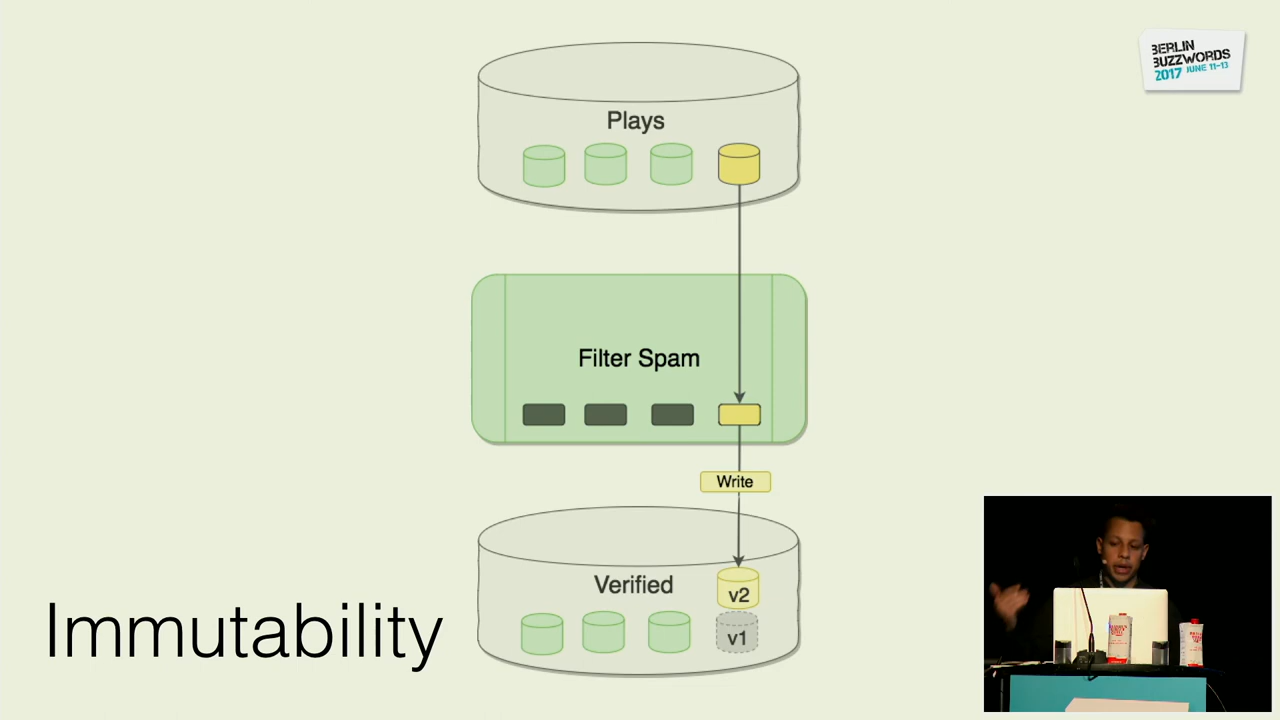 BERLIN
BUZZWORDS
2017 JUNE 11-13
Plays
Filter Spam
Write
Verified
v2
v1
Immutability